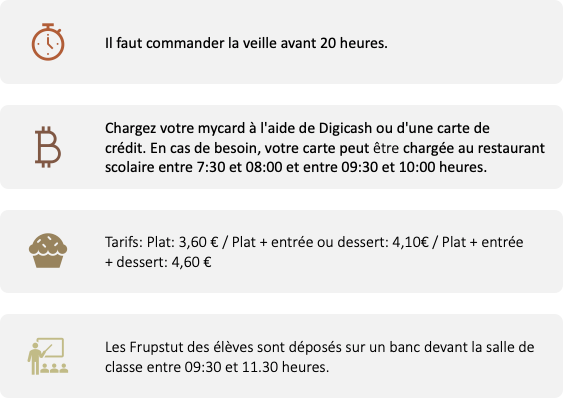 Il faut commander la veille avant 20 heures.
Chargez votre mycard à l'aide de Digicash ou d'une carte de
crédit. En cas de besoin, votre carte peut être chargée au restaurant
scolaire entre 7:30 et 08:00 et entre 09:30 et 10:00 heures.
Tarifs: Plat: 3,60 € / Plat + entrée ou dessert: 4,10€ / Plat + entrée
+ dessert: 4,60 €
Les Frupstut des élèves sont déposés sur un banc devant la salle de
classe entre 09:30 et 11.30 heures.